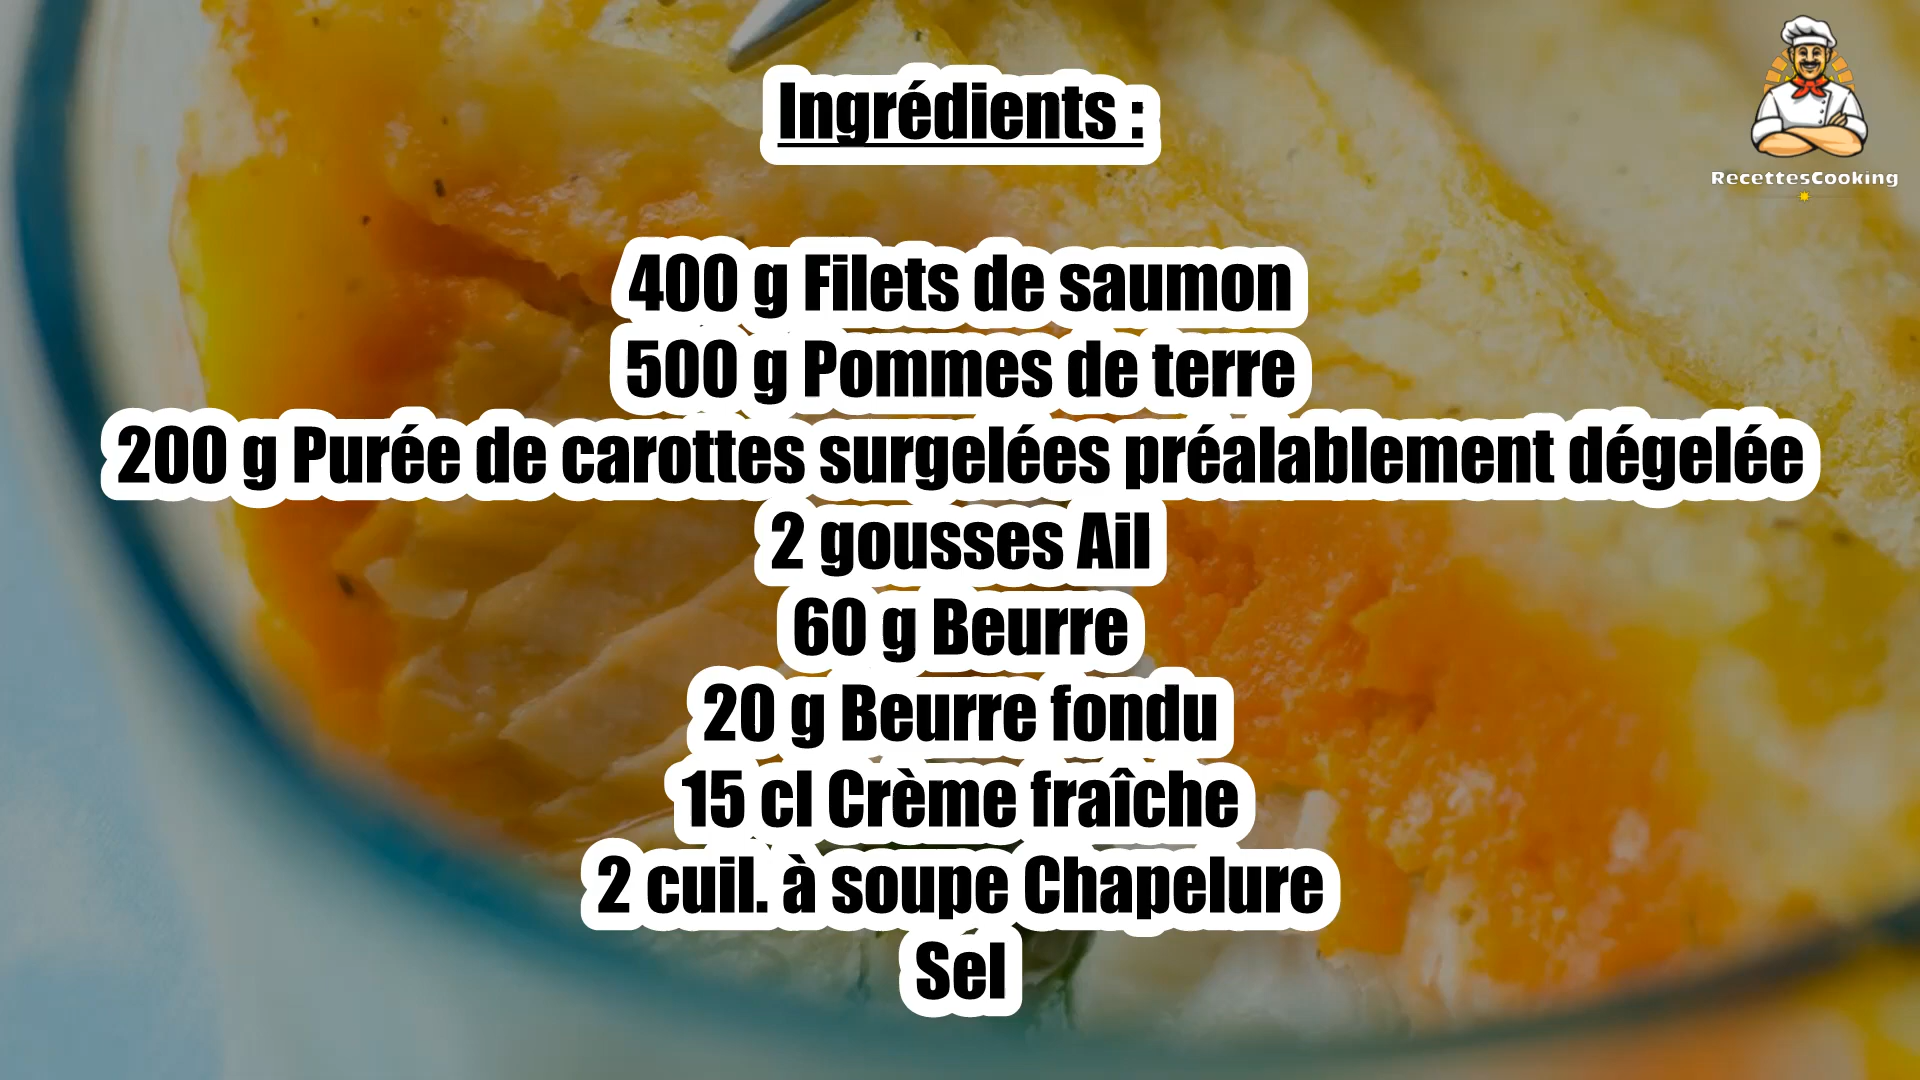 Ingrédients :
RecettesCooking
400 g Filets de saumon
500 g Pommes de terre
200 g Purée de carottes surgelées préalablement dégelée
2 gousses Ail
60 g Beurre
20 g Beurre fondu
15 cl Crème fraîche
2 cuil. à soupe Chapelure
Sel